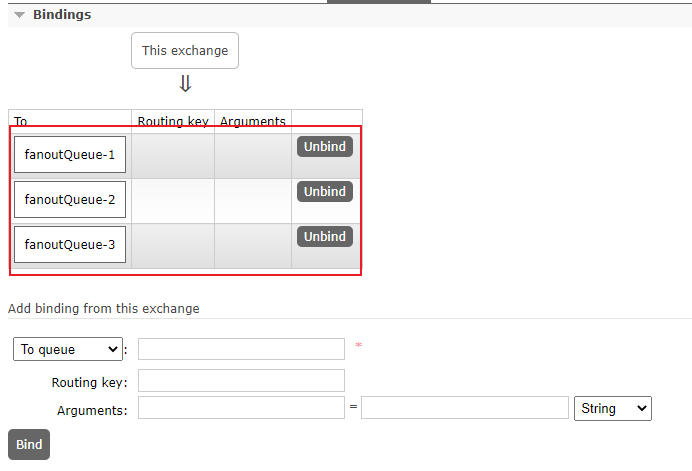 Bindings
This exchange
⇓
To Routing key Arguments
fanoutQueue-1 Unbind
fanoutQueue-2 Unbind
fanoutQueue-3 Unbind
Add binding from this exchange
To queue : *
Routing key:
Arguments: = String
Bind